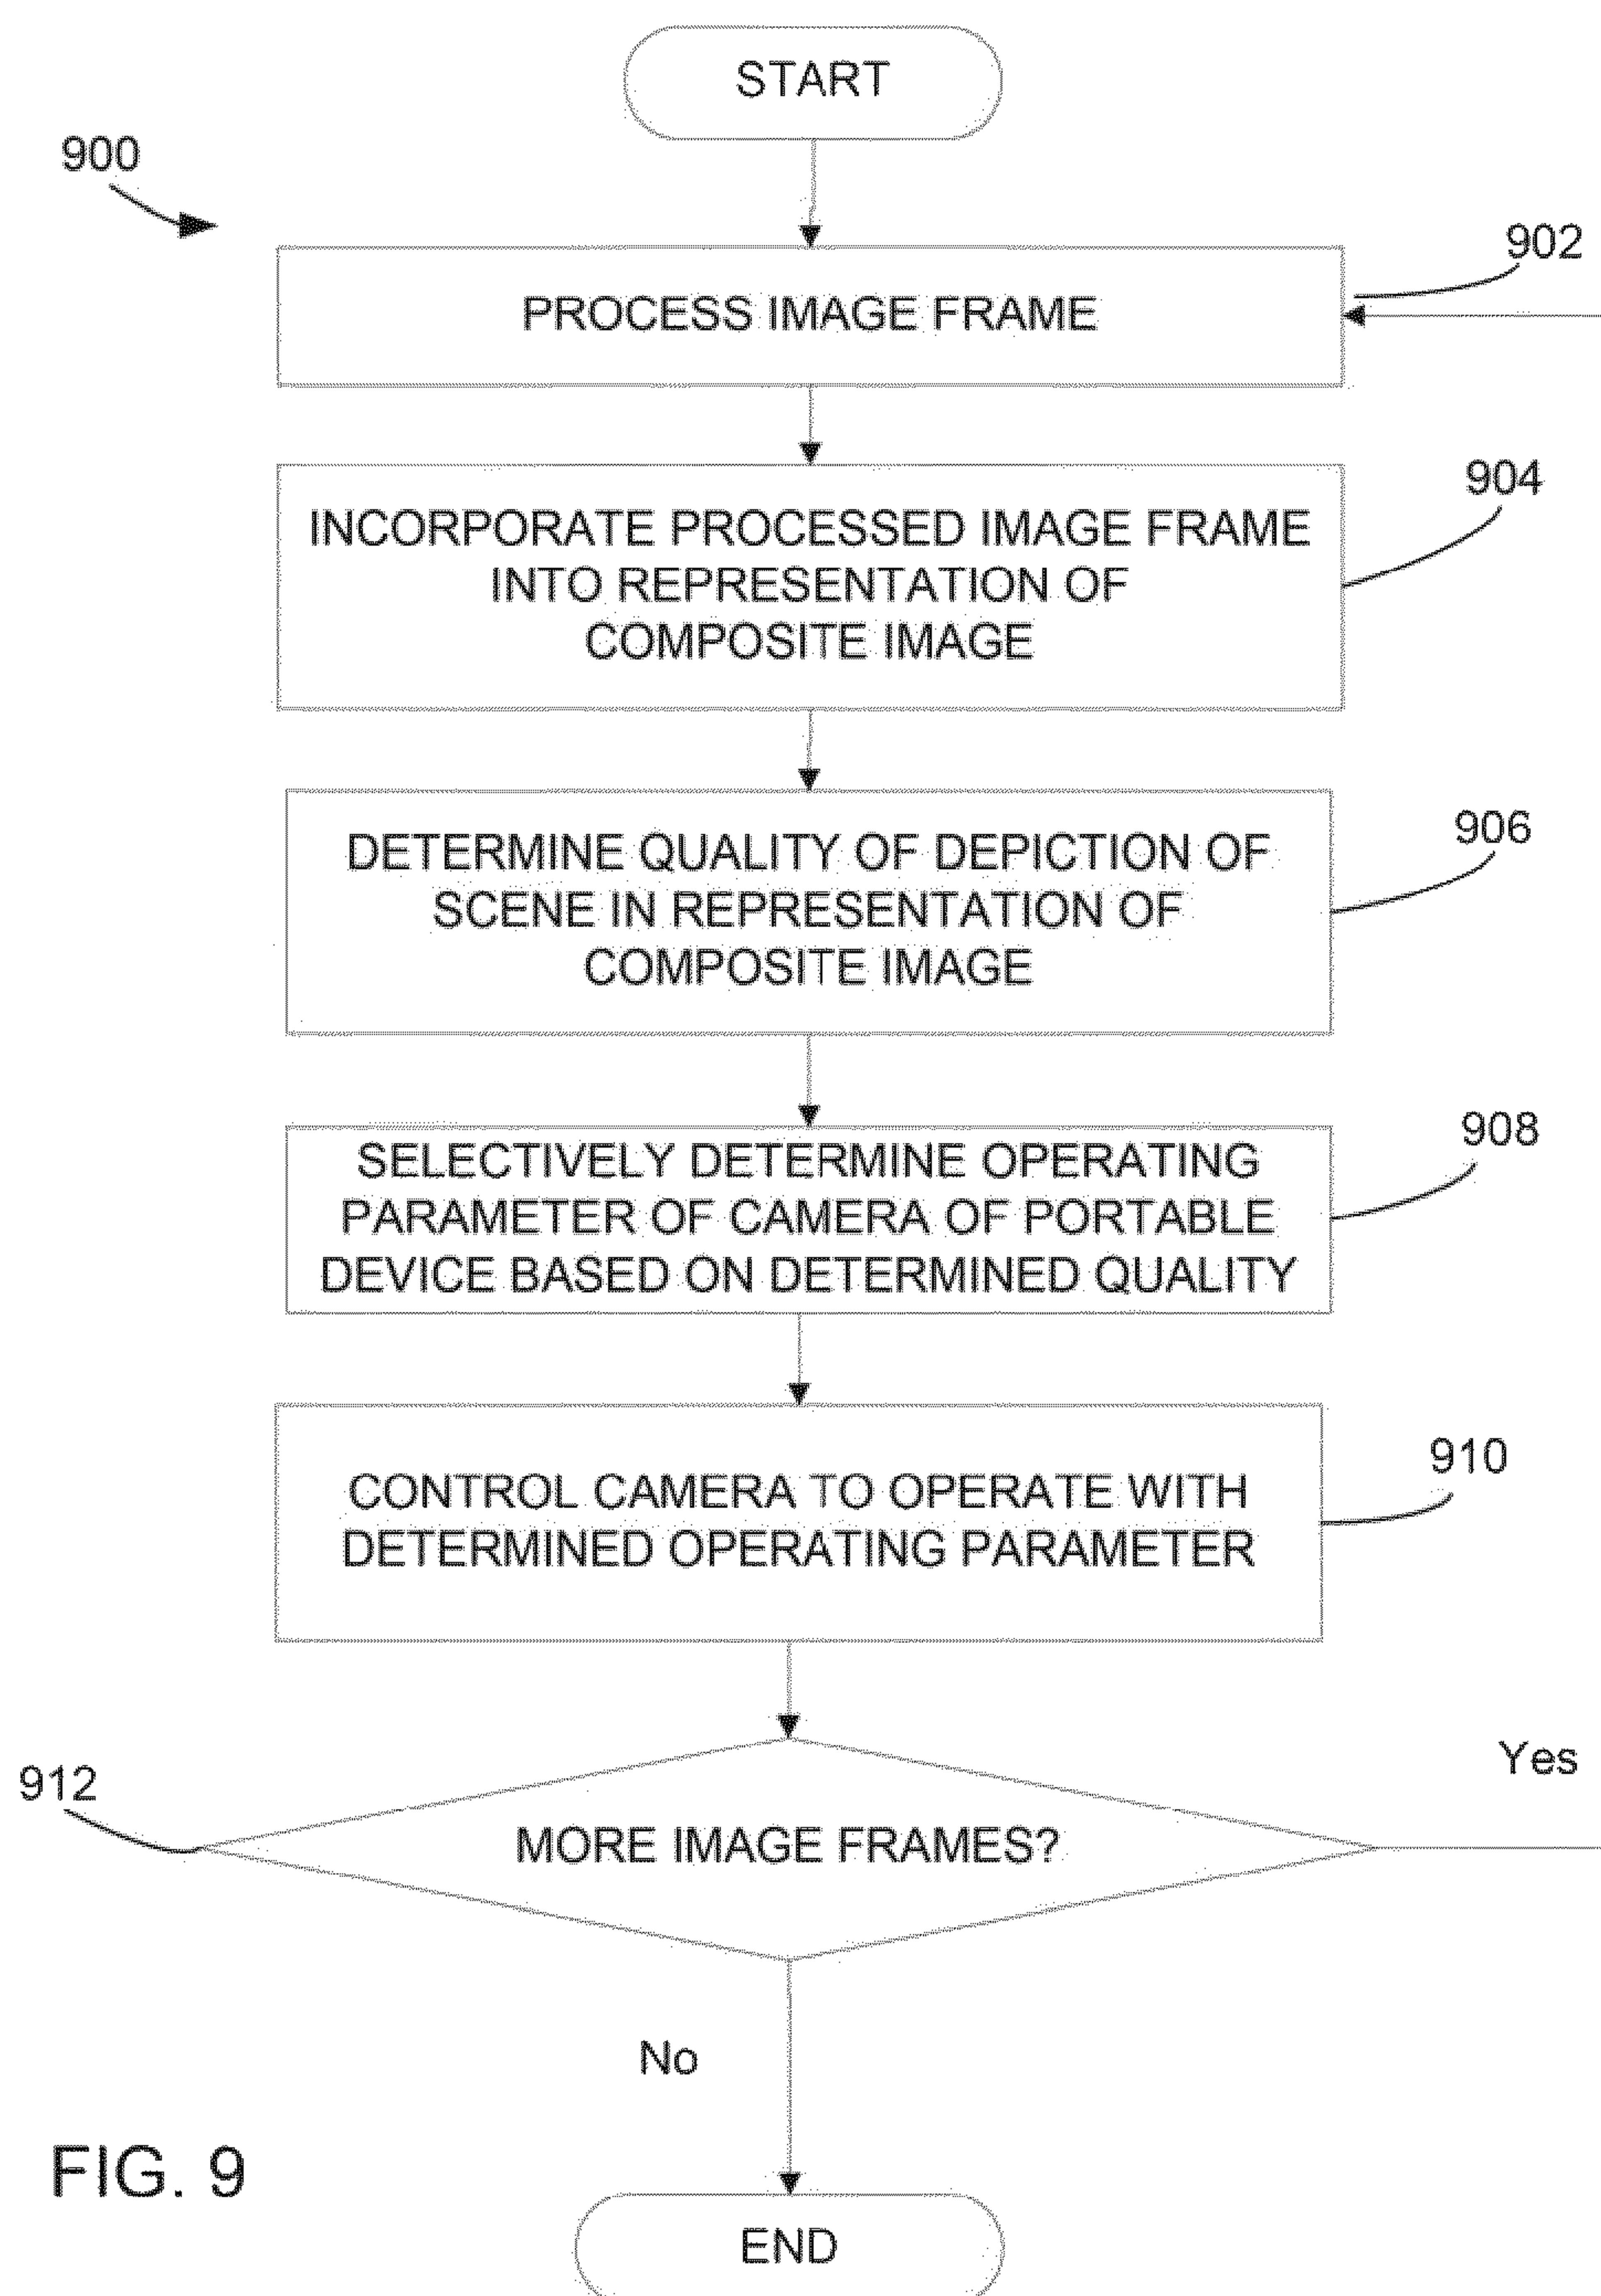 START
900
902
PROCESS IMAGE FRAME
904
INCORPORATE PROCESSED IMAGE FRAME
INTO REPRESENTATION OF
COMPOSITE IMAGE
906
DETERMINE QUALITY OF DEPICTION OF
SCENE IN REPRESENTATION OF
COMPOSITE IMAGE
908
SELECTIVELY DETERMINE OPERATING
PARAMETER OF CAMERA OF PORTABLE
DEVICE BASED ON DETERMINED QUALITY
910
CONTROL CAMERA TO OPERATE WITH
DETERMINED OPERATING PARAMETER
912
Yes
MORE IMAGE FRAMES?
No
FIG. 9
END